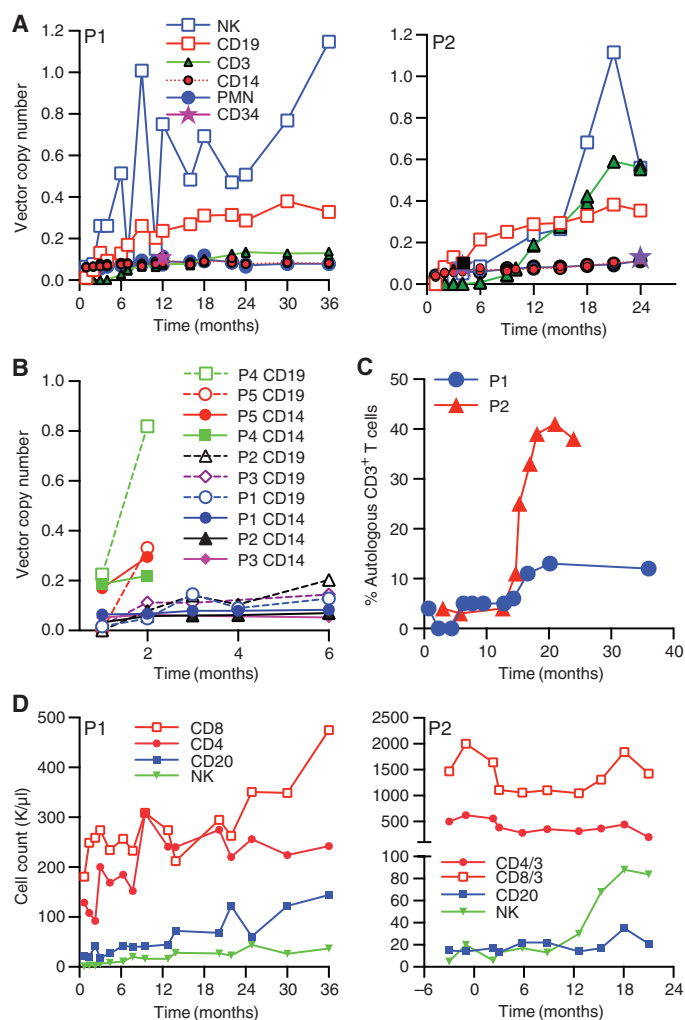 A
P1
NK
CD19
CD3
CD14
PMN
CD34
Vector copy number
1.2
1.0
0.8
0.6
0.4
0.2
0.0
0 6 12 18 24 30 36
Time (months)
P2
1.2
1.0
0.8
0.6
0.4
0.2
0.0
0 6 12 18 24
Time (months)
B
P4 CD19
P5 CD19
P5 CD14
P4 CD14
P2 CD19
P3 CD19
P1 CD19
P1 CD14
P2 CD14
P3 CD14
Vector copy number
1.0
0.8
0.6
0.4
0.2
0.0
2 4 6
Time (months)
C
P1
P2
% Autologous CD3+ T cells
50
40
30
20
10
0
0 10 20 30 40
Time (months)
D
P1
CD8
CD4
CD20
NK
Cell count (K/µl)
500
400
300
200
100
0
0 6 12 18 24 30 36
Time (months)
P2
2500
2000
1500
1000
500
CD4/3
CD8/3
CD20
NK
100
80
60
40
20
0
−6 0 6 12 18 24
Time (months)